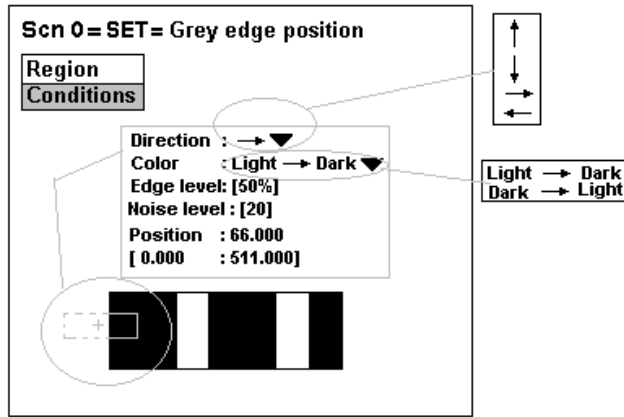 Scn 0=SET= Grey edge position
Region
Conditions
Direction : → ▼
Color : Light → Dark ▼
Edge level: [50%]
Noise level : [20]
Position : 66.000
[ 0.000 : 511.000]
Light → Dark
Dark → Light